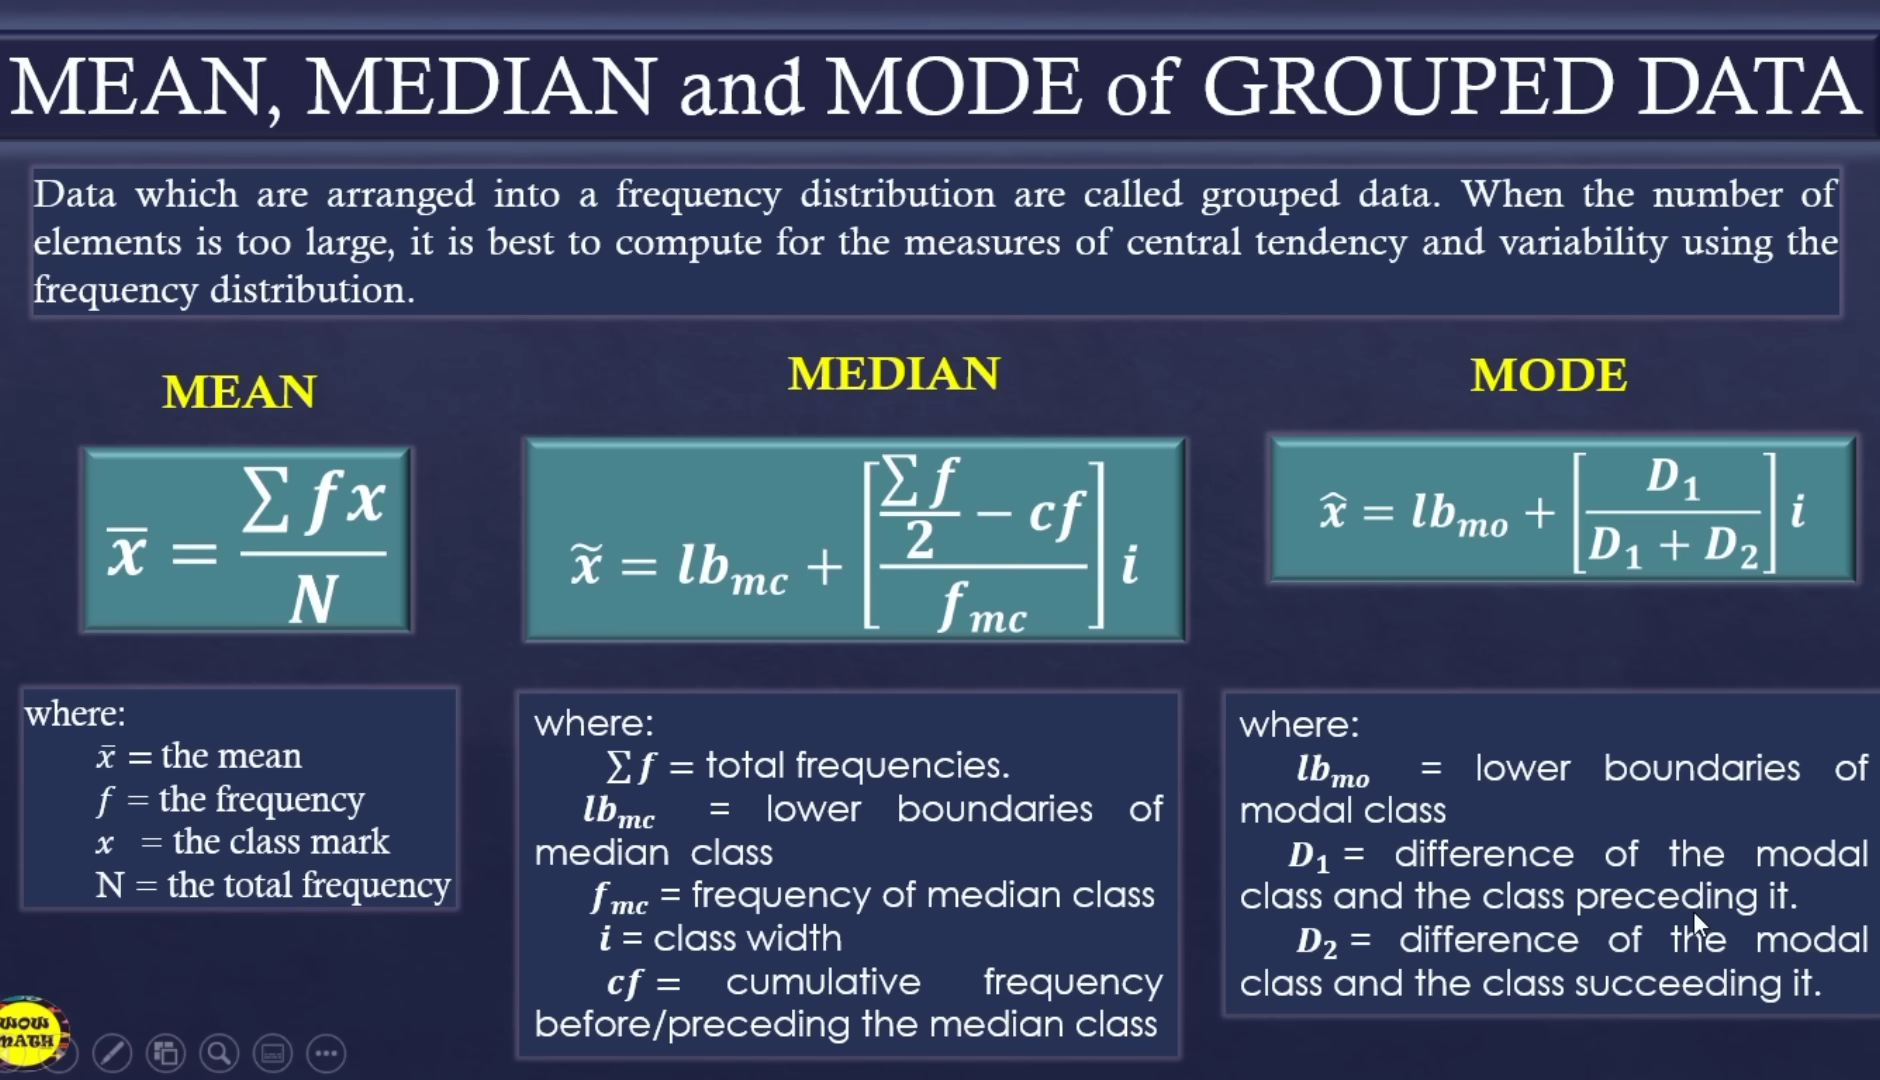 MEAN, MEDIAN and MODE of GROUPED DATA
Data which are arranged into a frequency distribution are called grouped data. When the number of
elements is too large, it is best to compute for the measures of central tendency and variability using the
frequency distribution.
MEAN
x̅ = ∑fx / N
where:
x̅ = the mean
f = the frequency
x = the class mark
N = the total frequency
MEDIAN
x̃ = lb_mc + [(∑f / 2 − cf) / f_mc] i
where:
∑f = total frequencies.
lb_mc = lower boundaries of
median class
f_mc = frequency of median class
i = class width
cf = cumulative frequency
before/preceding the median class
MODE
x̂ = lb_mo + [D₁ / (D₁ + D₂)] i
where:
lb_mo = lower boundaries of
modal class
D₁ = difference of the modal
class and the class preceding it.
D₂ = difference of the modal
class and the class succeeding it.
WOW
MATH